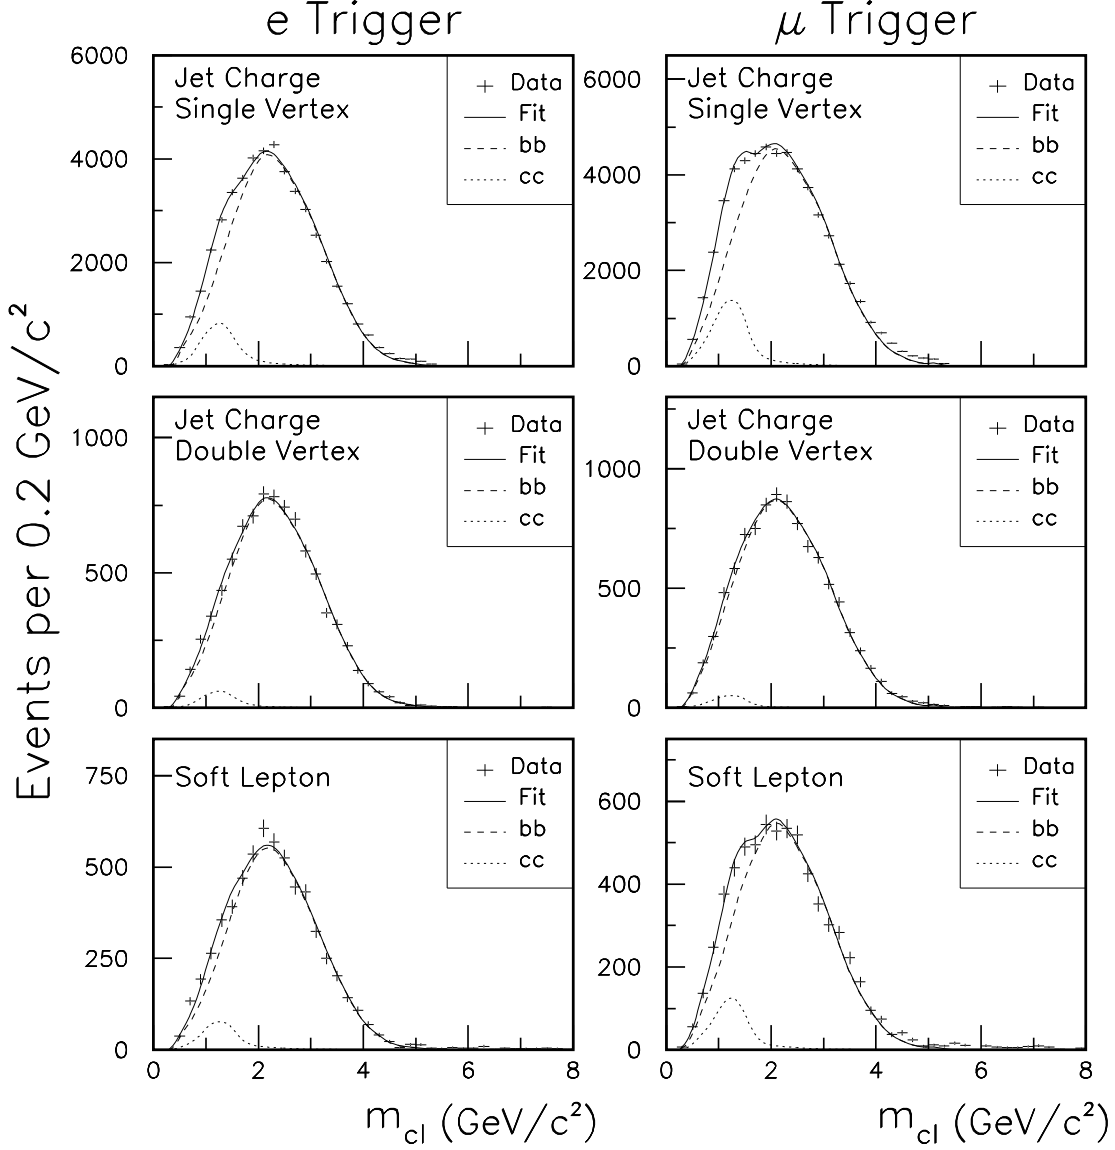 e Trigger
μ Trigger
Events per 0.2 GeV/c²
6000
4000
2000
0
Jet Charge
Single Vertex
Data
Fit
bb
cc
6000
4000
2000
0
Jet Charge
Single Vertex
Data
Fit
bb
cc
1000
500
0
Jet Charge
Double Vertex
Data
Fit
bb
cc
1000
500
0
Jet Charge
Double Vertex
Data
Fit
bb
cc
750
500
250
0
Soft Lepton
Data
Fit
bb
cc
600
400
200
0
Soft Lepton
Data
Fit
bb
cc
0 2 4 6 8
0 2 4 6 8
m_cl (GeV/c²)
m_cl (GeV/c²)